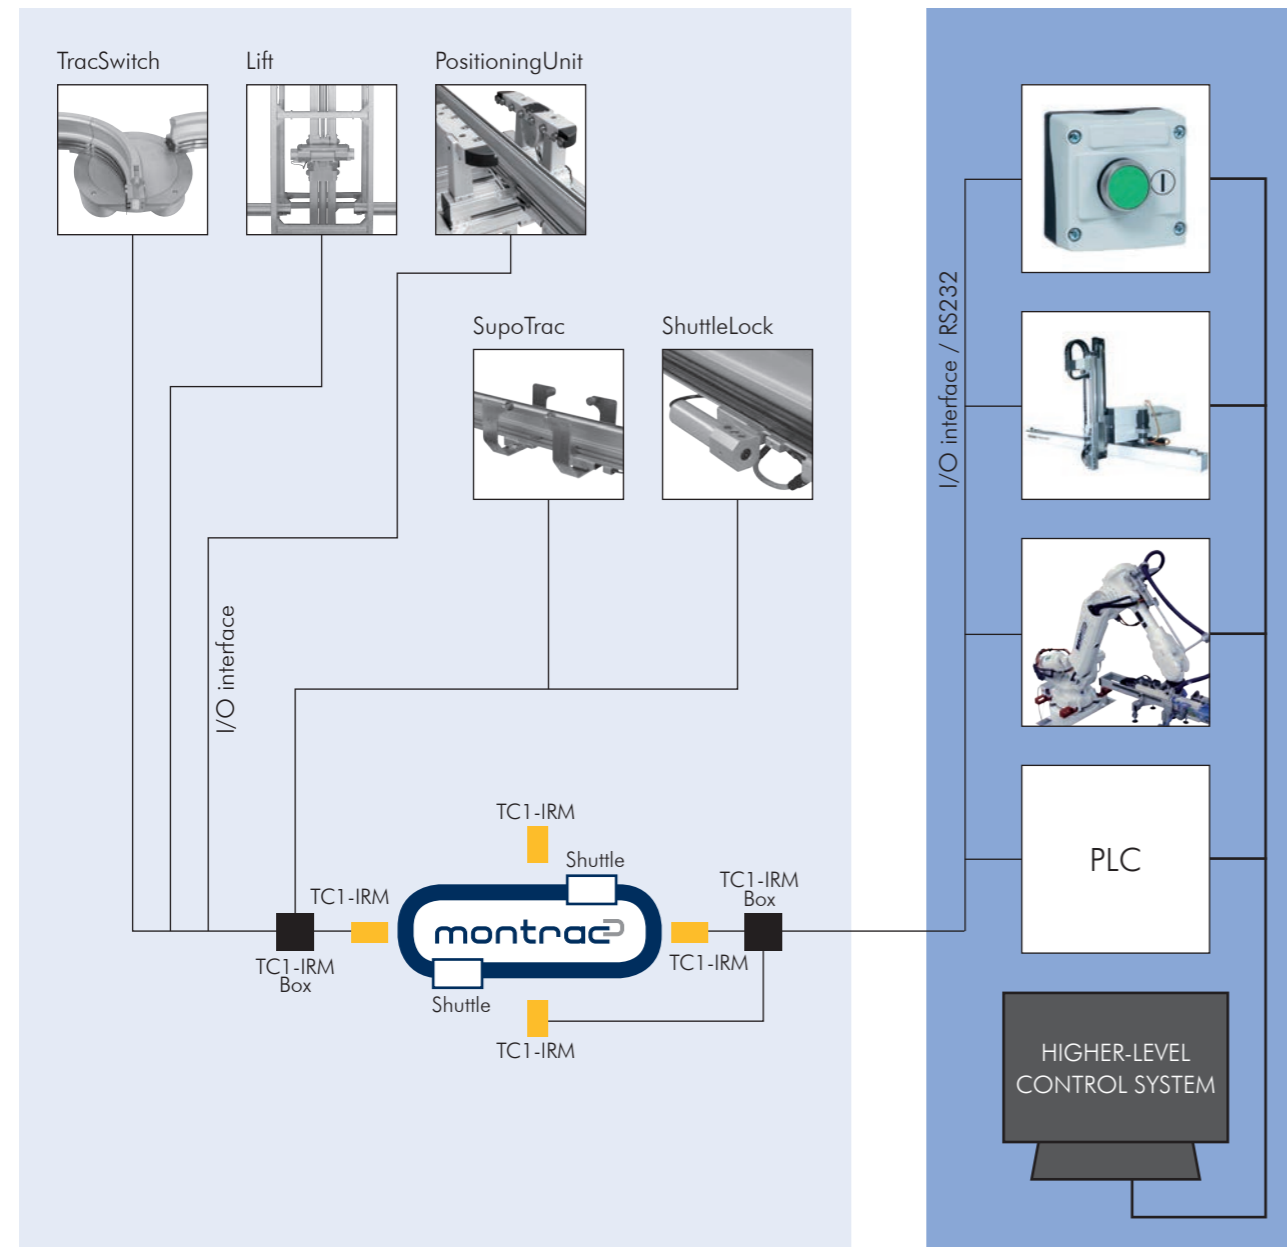 TracSwitch
Lift
PositioningUnit
SupoTrac
ShuttleLock
I/O interface
TC1-IRM
Shuttle
TC1-IRM
TC1-IRM
Box
montrac
TC1-IRM
Box
TC1-IRM
Shuttle
TC1-IRM
I/O interface / RS232
PLC
HIGHER-LEVEL
CONTROL SYSTEM